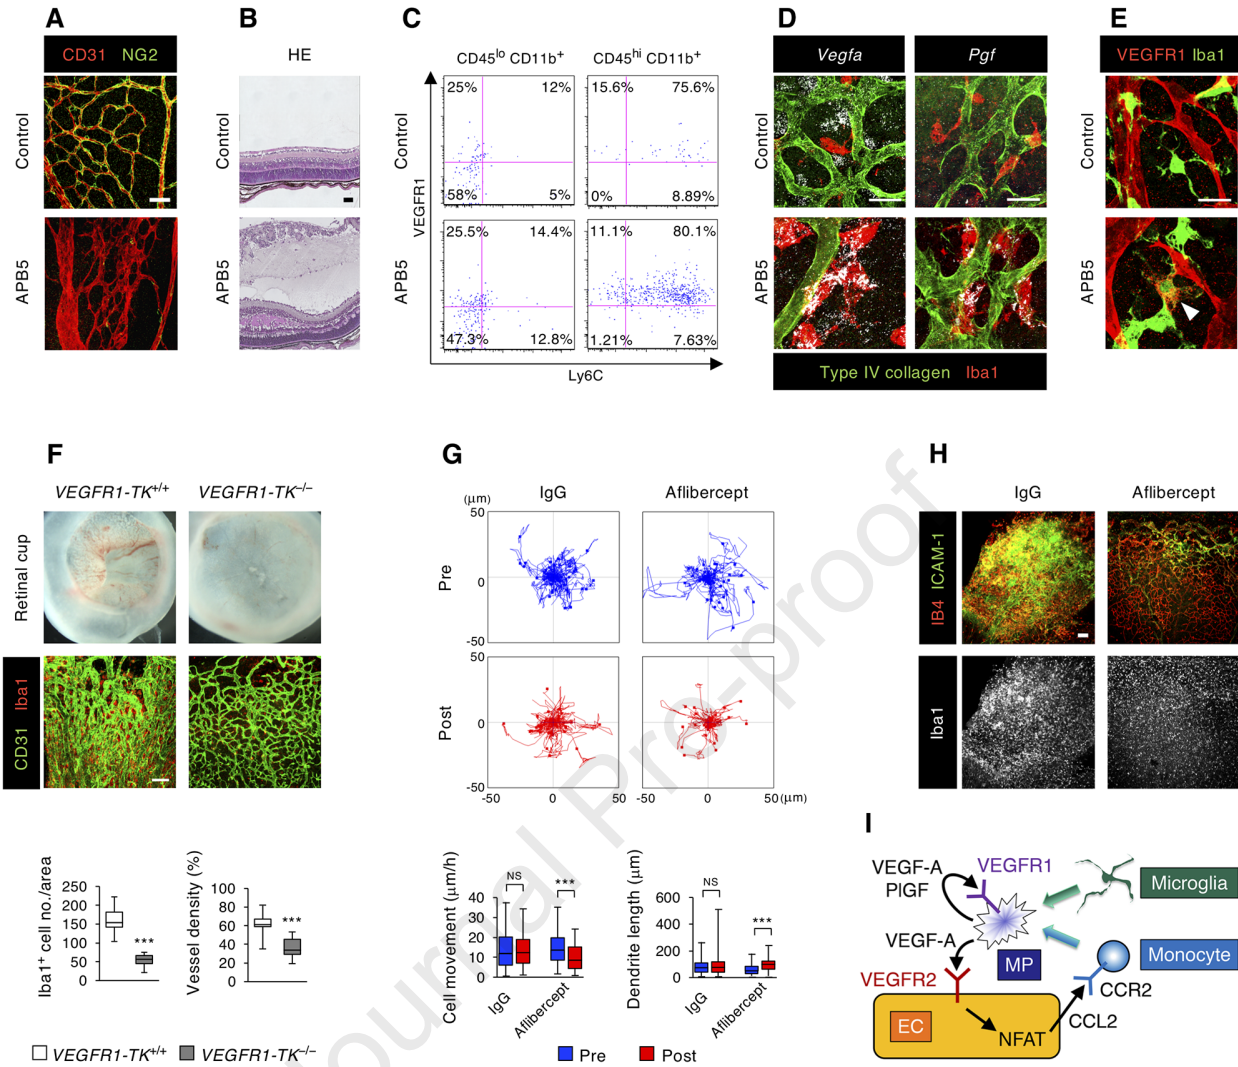 A
CD31 NG2
Control
APB5
B
HE
Control
APB5
C
CD45lo CD11b+
CD45hi CD11b+
VEGFR1
Control
25% 12%
58% 5%
15.6% 75.6%
0% 8.89%
APB5
25.5% 14.4%
47.3% 12.8%
11.1% 80.1%
1.21% 7.63%
Ly6C
D
Vegfa
Pgf
Control
APB5
Type IV collagen Iba1
E
VEGFR1 Iba1
Control
APB5
F
VEGFR1-TK+/+
VEGFR1-TK–/–
Retinal cup
CD31 Iba1
Iba1+ cell no./area
250
200
150
100
50
0
***
Vessel density (%)
100
80
60
40
20
0
***
VEGFR1-TK+/+
VEGFR1-TK–/–
G
(µm)
IgG
Aflibercept
Pre
50
0
-50
Post
50
0
-50
-50 0 50
-50 0 50 (µm)
Cell movement (µm/h)
40
30
20
10
0
NS
***
IgG
Aflibercept
Dendrite length (µm)
600
400
200
0
NS
***
IgG
Aflibercept
Pre
Post
H
IgG
Aflibercept
IB4 ICAM-1
Iba1
I
VEGF-A
PlGF
VEGFR1
Microglia
VEGF-A
MP
Monocyte
VEGFR2
CCR2
CCL2
EC
NFAT
Journal Pre-proof